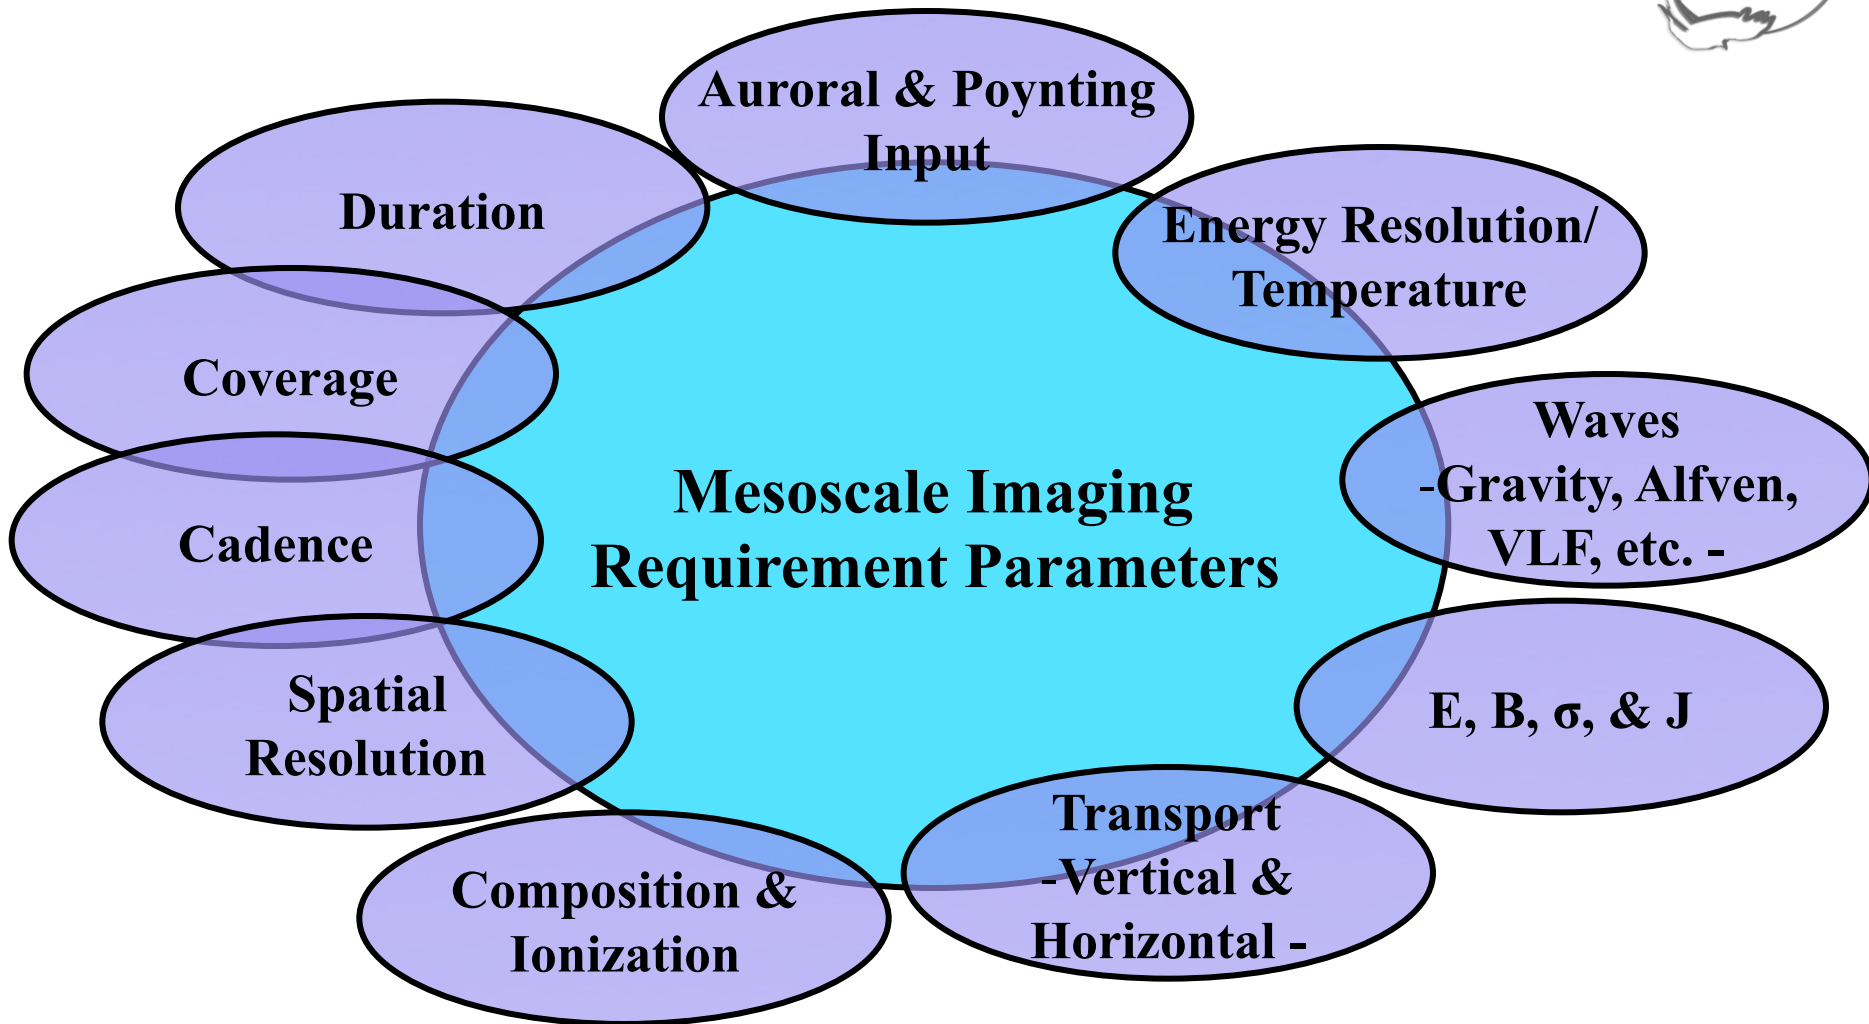 Auroral & Poynting
Input
Duration
Energy Resolution/
Temperature
Coverage
Waves
-Gravity, Alfven,
VLF, etc. -
Mesoscale Imaging
Requirement Parameters
Cadence
Spatial
Resolution
E, B, σ, & J
Transport
-Vertical &
Horizontal -
Composition &
Ionization